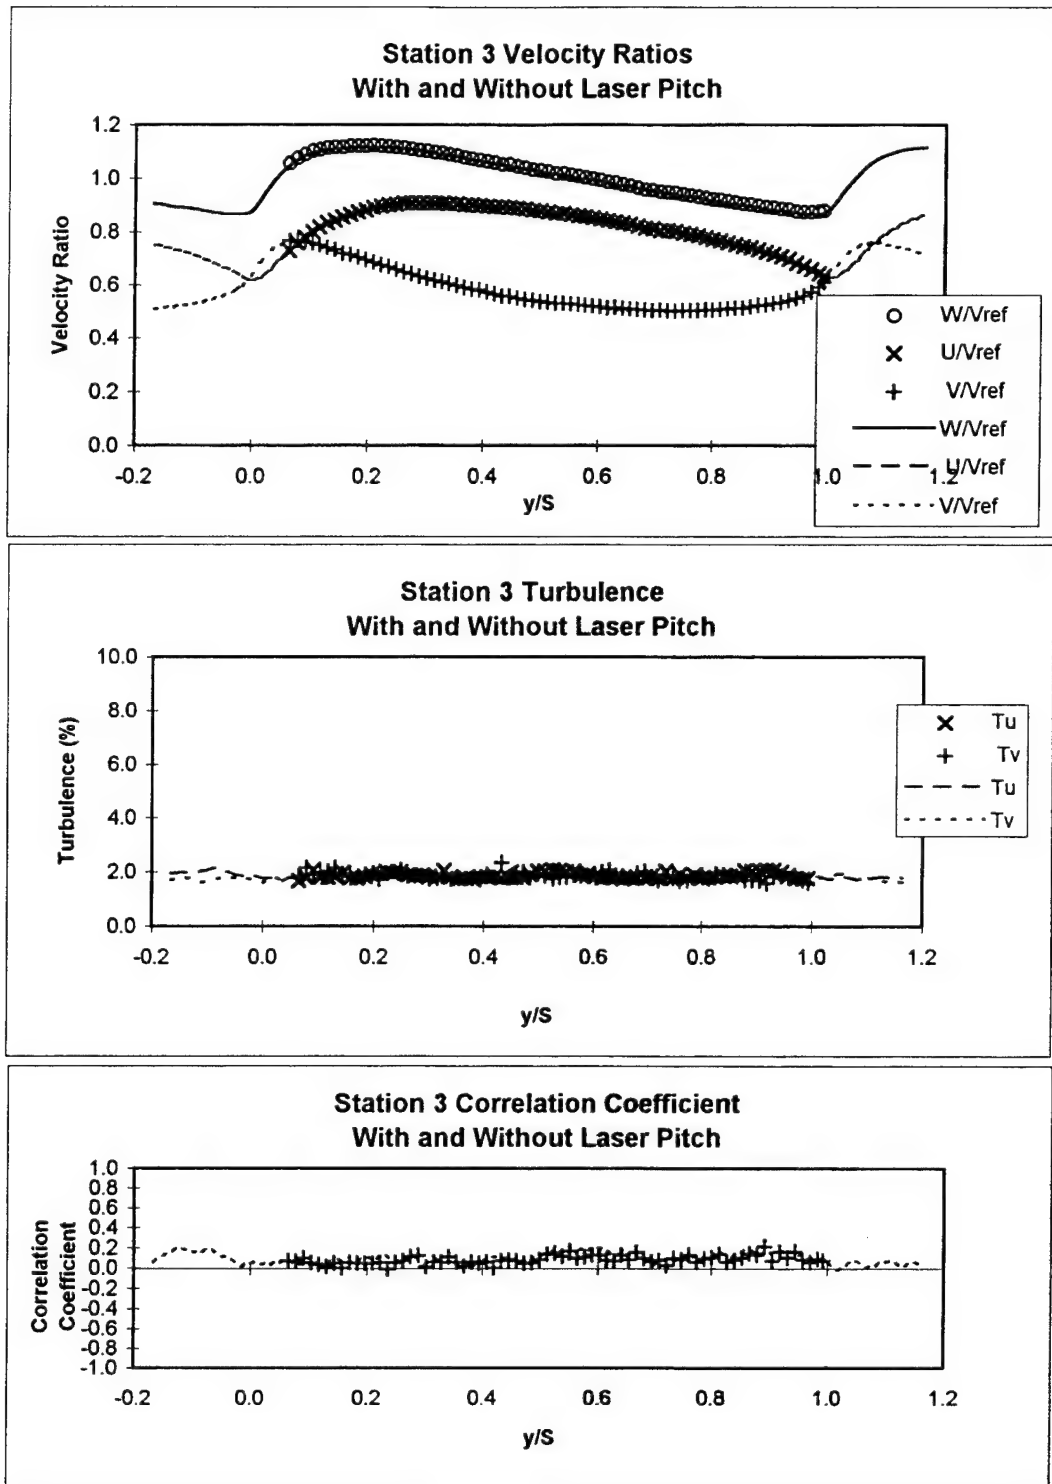 Station 3 Velocity Ratios
With and Without Laser Pitch
1.2
1.0
0.8
0.6
0.4
0.2
0.0
Velocity Ratio
-0.2 0.0 0.2 0.4 0.6 0.8 1.0 1.2
y/S
W/Vref
U/Vref
V/Vref
W/Vref
U/Vref
V/Vref
Station 3 Turbulence
With and Without Laser Pitch
10.0
8.0
6.0
4.0
2.0
0.0
Turbulence (%)
-0.2 0.0 0.2 0.4 0.6 0.8 1.0 1.2
y/S
Tu
Tv
Tu
Tv
Station 3 Correlation Coefficient
With and Without Laser Pitch
1.0
0.8
0.6
0.4
0.2
0.0
-0.2
-0.4
-0.6
-0.8
-1.0
Correlation
Coefficient
-0.2 0.0 0.2 0.4 0.6 0.8 1.0 1.2
y/S